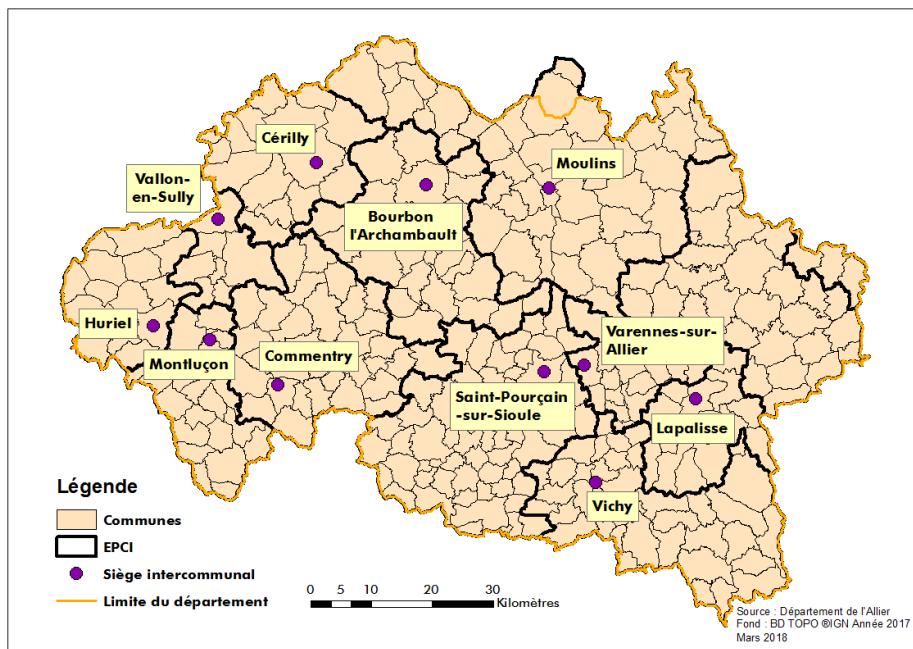 Cérilly
Moulins
Vallon-
en-Sully
Bourbon
l'Archambault
Huriel
Montluçon
Commentry
Varennes-sur-
Allier
Saint-Pourçain
-sur-Sioule
Lapalisse
Vichy
Légende
Communes
EPCI
Siège intercommunal
Limite du département
0 5 10 20 30
Kilomètres
Source : Département de l'Allier
Fond : BD TOPO ®IGN Année 2017
Mars 2018